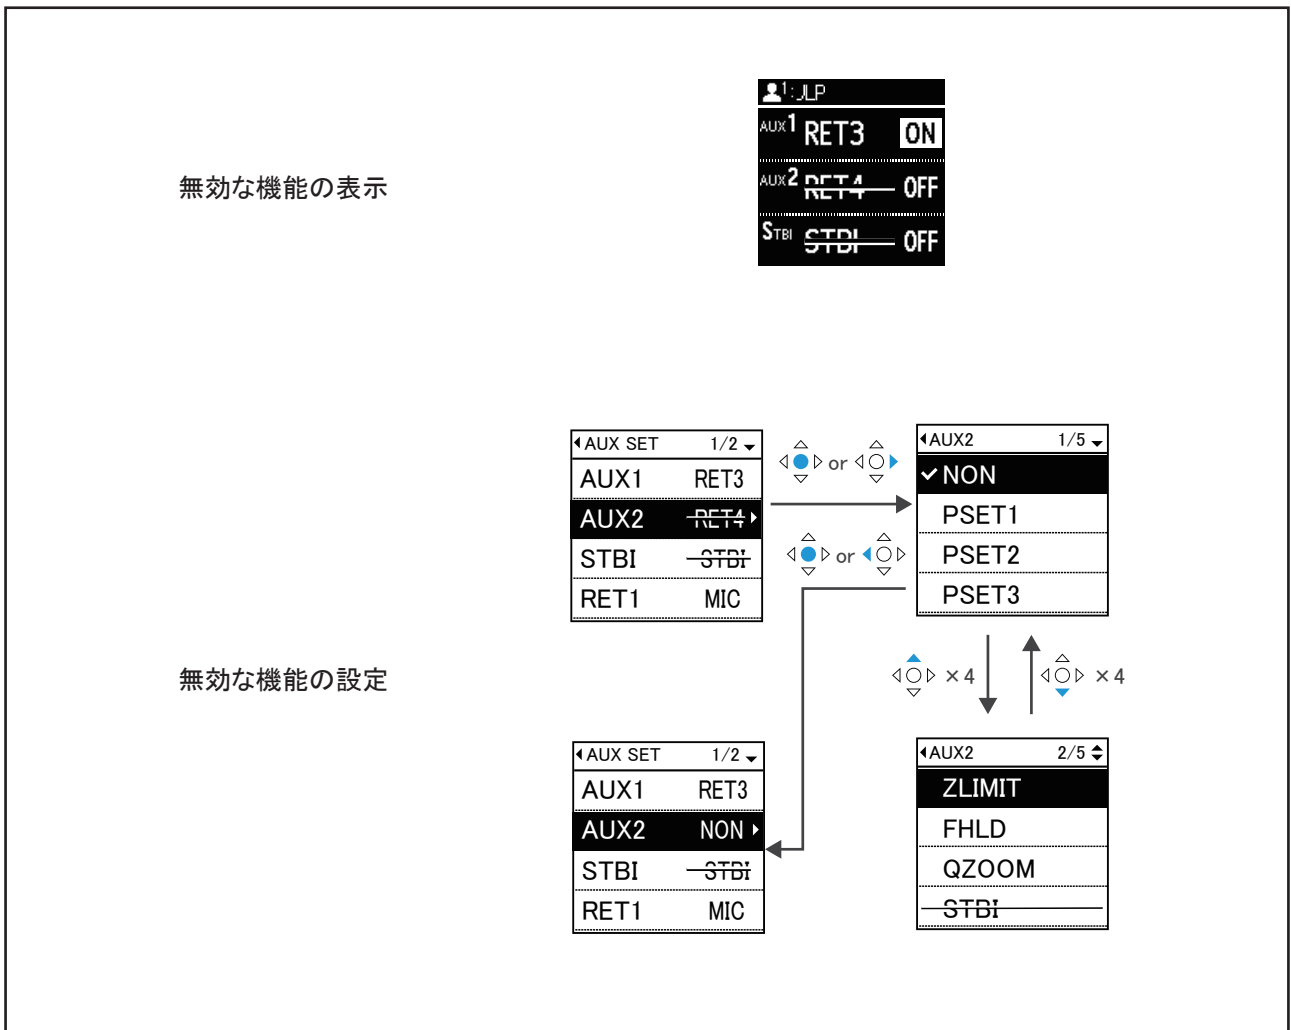 1:JLP
AUX1 RET3 ON
無効な機能の表示
AUX2 RET4 OFF
STBI STBI OFF
AUX SET 1/2
AUX1 RET3
AUX2 RET4
STBI STBI
RET1 MIC
or
or
AUX2 1/5
NON
PSET1
PSET2
PSET3
無効な機能の設定
×4
×4
AUX SET 1/2
AUX1 RET3
AUX2 NON
STBI STBI
RET1 MIC
AUX2 2/5
ZLIMIT
FHLD
QZOOM
STBI